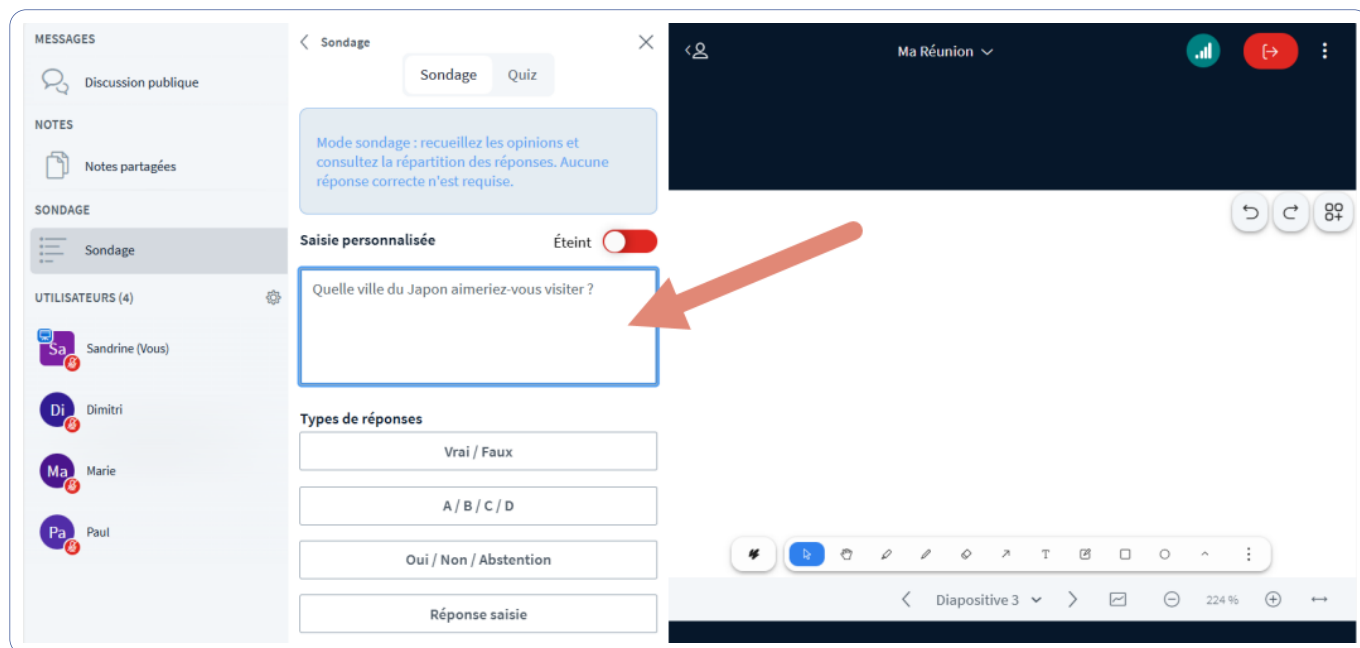 MESSAGES
Discussion publique
NOTES
Notes partagées
SONDAGE
Sondage
UTILISATEURS (4)
Sa
Sandrine (Vous)
Di
Dimitri
Ma
Marie
Pa
Paul
Sondage
Sondage
Quiz
Mode sondage : recueillez les opinions et
consultez la répartition des réponses. Aucune
réponse correcte n'est requise.
Saisie personnalisée
Éteint
Quelle ville du Japon aimeriez-vous visiter ?
Types de réponses
Vrai / Faux
A / B / C / D
Oui / Non / Abstention
Réponse saisie
Ma Réunion
T
Diapositive 3
224 %